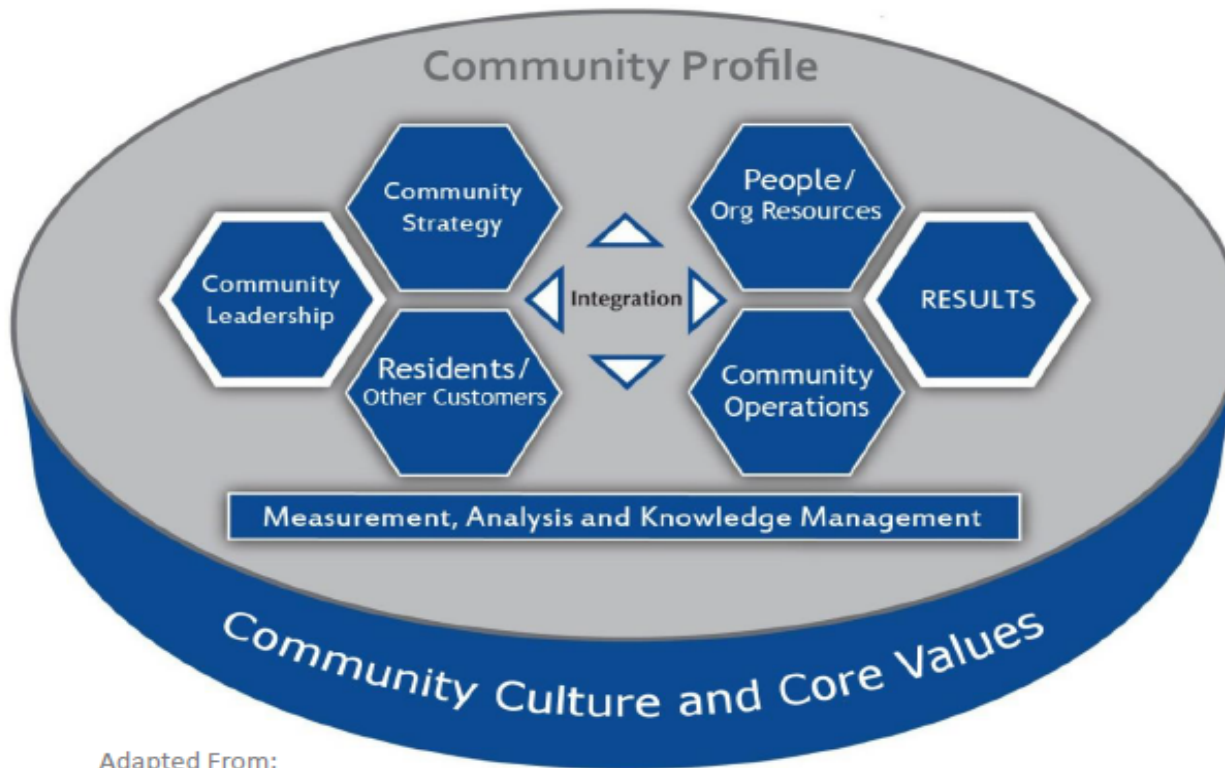 Community Profile
Community
Strategy
People/
Org Resources
Community
Leadership
Integration
RESULTS
Residents/
Other Customers
Community
Operations
Measurement, Analysis and Knowledge Management
Community Culture and Core Values
Adapted From: